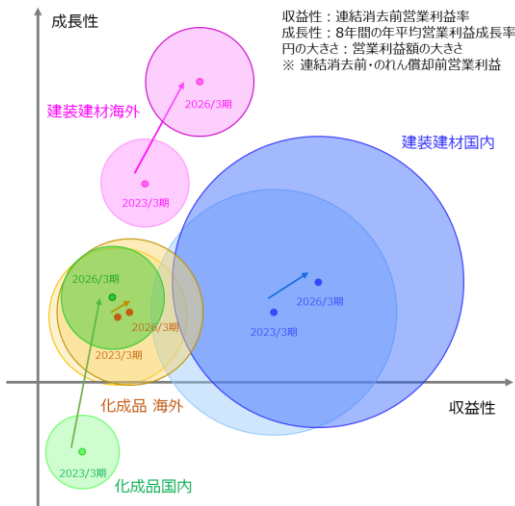 成長性
収益性：連結消去前営業利益率
成長性：8年間の年平均営業利益成長率
円の大きさ：営業利益額の大きさ
※ 連結消去前・のれん償却前営業利益
2026/3期
建装建材海外
建装建材国内
2023/3期
2026/3期
2026/3期
2026/3期
2023/3期
2023/3期
化成品 海外
収益性
2023/3期
化成品国内